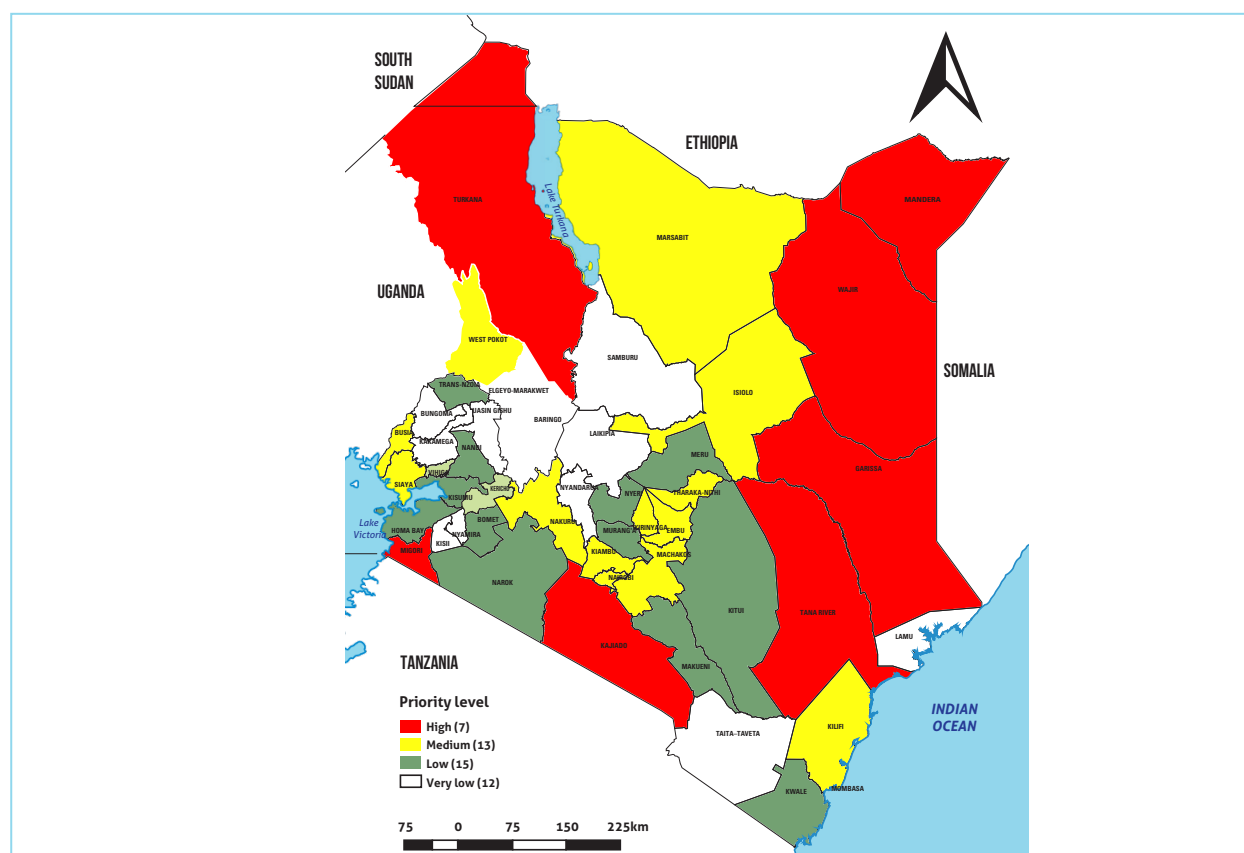 SOUTH
SUDAN
ETHIOPIA
MANDERA
TURKANA
Lake Turkana
MARSABIT
WAJIR
UGANDA
WEST POKOT
SAMBURU
SOMALIA
TRANS-NZOIA
ELGEYO-MARAKWET
ISIOLO
BUNGOMA
UASIN GISHU
BARINGO
BUSIA
LAIKIPIA
KAKAMEGA
NANDI
MERU
GARISSA
VIHIGA
SIAYA
KERICHO
NYANDARUA
NYERI
THARAKA-NITHI
KISUMU
Lake
Victoria
HOMA BAY
BOMET
NAKURU
MURANG'A
KIRINYAGA
EMBU
NYAMIRA
KISII
MIGORI
KIAMBU
MACHAKOS
NAIROBI
NAROK
KITUI
TANA RIVER
LAMU
KAJIADO
TANZANIA
MAKUENI
INDIAN
OCEAN
KILIFI
TAITA-TAVETA
MOMBASA
KWALE
Priority level
High (7)
Medium (13)
Low (15)
Very low (12)
75 0 75 150 225km